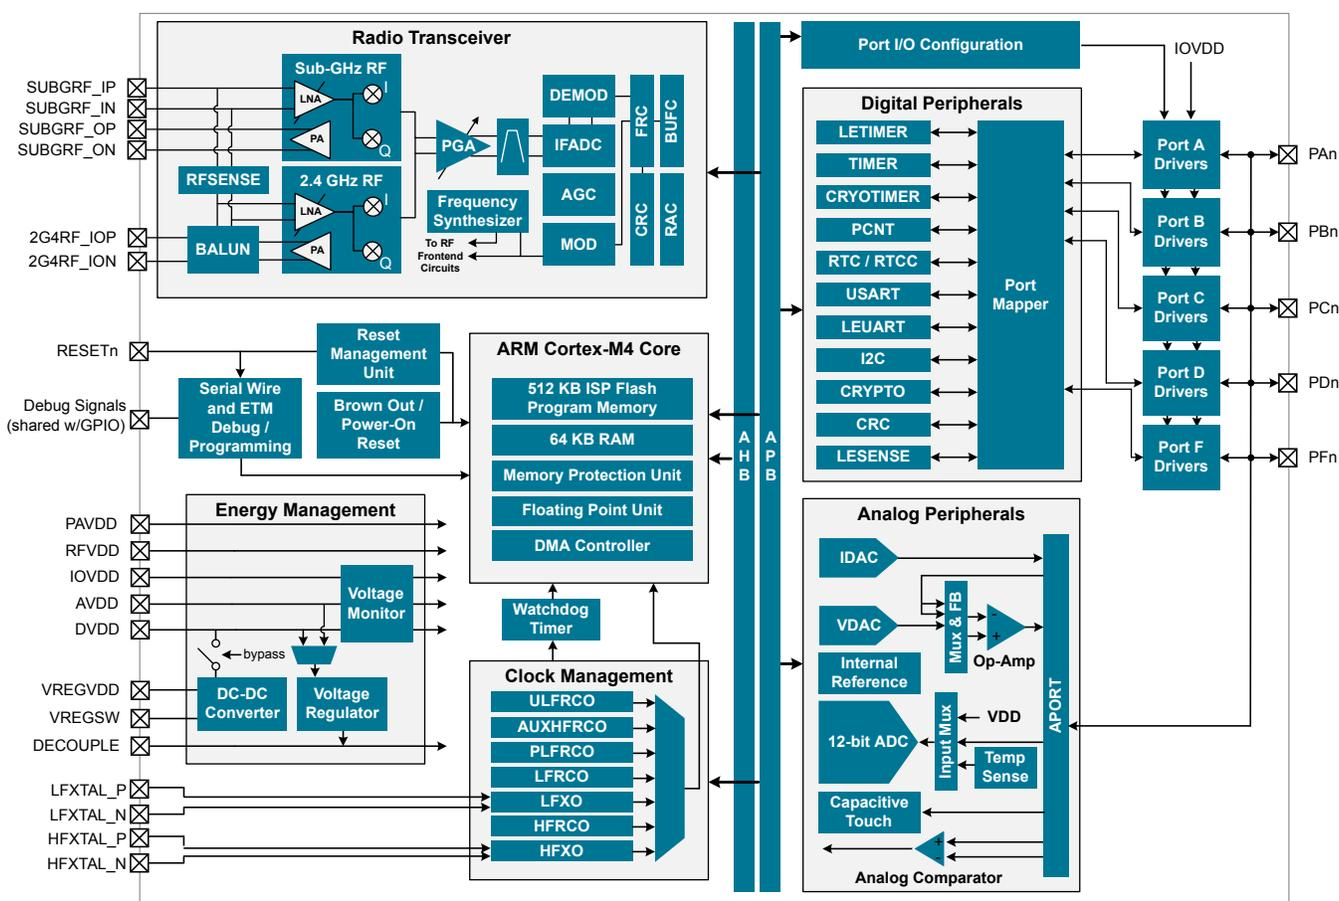 Radio Transceiver
SUBGRF_IP
SUBGRF_IN
SUBGRF_OP
SUBGRF_ON
2G4RF_IOP
2G4RF_ION
Sub-GHz RF
LNA
I
PA
Q
RFSENSE
2.4 GHz RF
LNA
I
PA
Q
BALUN
PGA
Frequency
Synthesizer
To RF
Frontend
Circuits
DEMOD
IFADC
AGC
MOD
FRC
BUFC
CRC
RAC
RESETn
Debug Signals
(shared w/GPIO)
Reset
Management
Unit
Serial Wire
and ETM
Debug /
Programming
Brown Out /
Power-On
Reset
ARM Cortex-M4 Core
512 KB ISP Flash
Program Memory
64 KB RAM
Memory Protection Unit
Floating Point Unit
DMA Controller
Watchdog
Timer
Energy Management
PAVDD
RFVDD
IOVDD
AVDD
DVDD
VREGVDD
VREGSW
DECOUPLE
Voltage
Monitor
bypass
DC-DC
Converter
Voltage
Regulator
LFXTAL_P
LFXTAL_N
HFXTAL_P
HFXTAL_N
Clock Management
ULFRCO
AUXHFRCO
PLFRCO
LFRCO
LFXO
HFRCO
HFXO
A
H
B
A
P
B
Port I/O Configuration
IOVDD
Digital Peripherals
LETIMER
TIMER
CRYOTIMER
PCNT
RTC / RTCC
USART
LEUART
I2C
CRYPTO
CRC
LESENSE
Port
Mapper
Port A
Drivers
PAn
Port B
Drivers
PBn
Port C
Drivers
PCn
Port D
Drivers
PDn
Port F
Drivers
PFn
Analog Peripherals
IDAC
VDAC
Mux & FB
-
+
Op-Amp
Internal
Reference
12-bit ADC
Input Mux
VDD
Temp
Sense
Capacitive
Touch
+
-
Analog Comparator
APORT